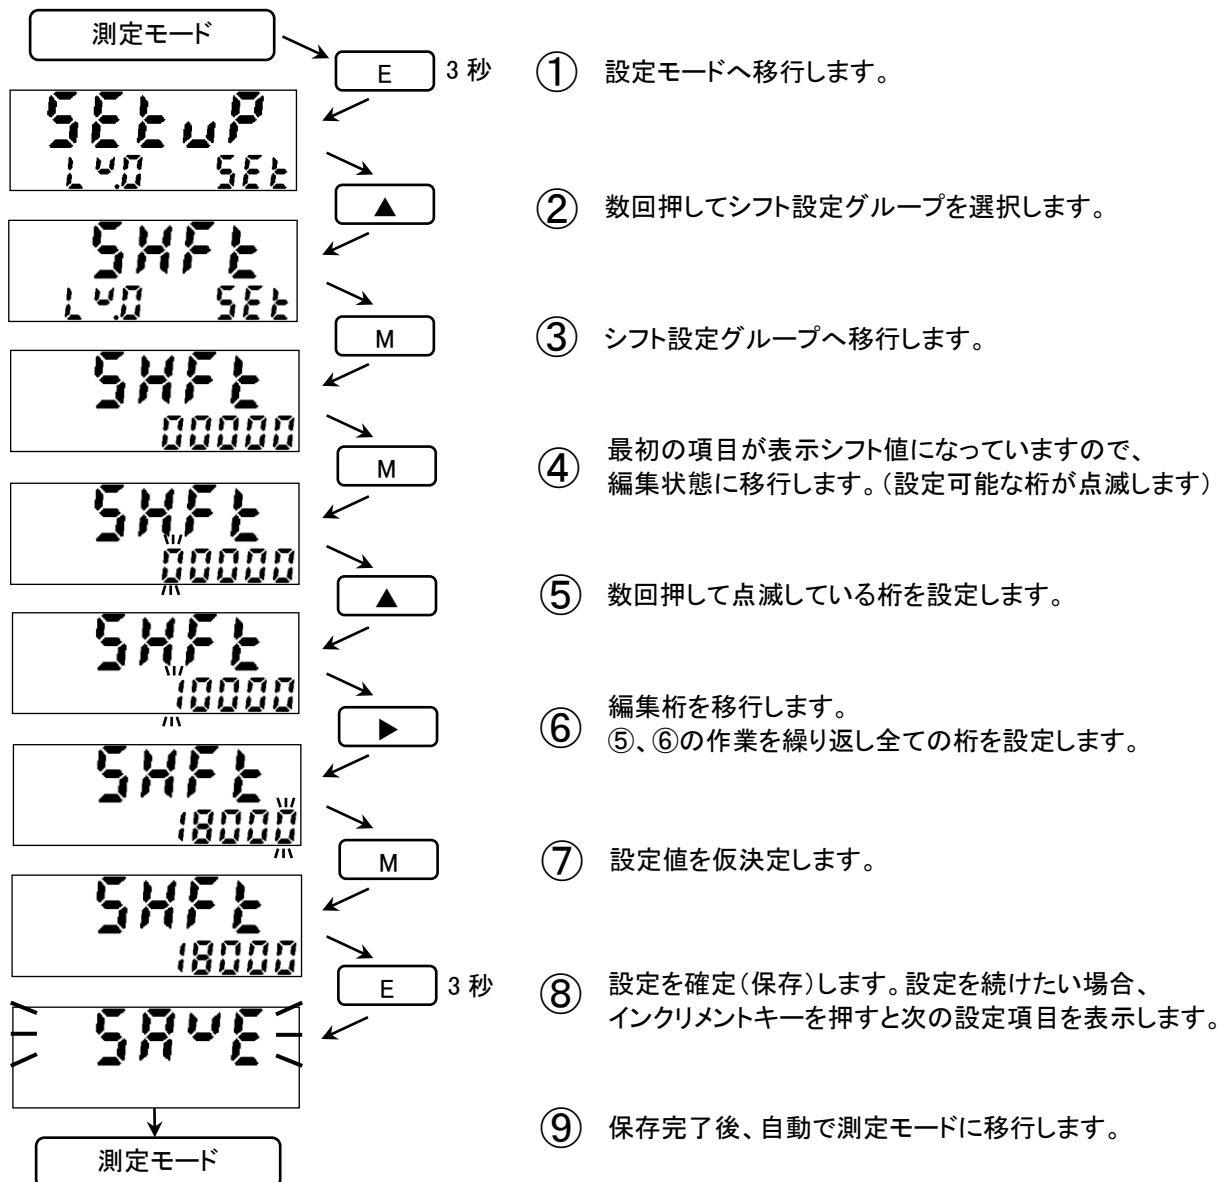 測定モード
E 3 秒 ① 設定モードへ移行します。
SEtuP
Lv.0 SEt
▲ ② 数回押してシフト設定グループを選択します。
SHFt
Lv.0 SEt
M ③ シフト設定グループへ移行します。
SHFt
00000
M ④ 最初の項目が表示シフト値になっていますので、
編集状態に移行します。(設定可能な桁が点滅します)
SHFt
00000
▲ ⑤ 数回押して点滅している桁を設定します。
SHFt
10000
▶ ⑥ 編集桁を移行します。
⑤、⑥の作業を繰り返し全ての桁を設定します。
SHFt
18000
M ⑦ 設定値を仮決定します。
SHFt
18000
E 3 秒 ⑧ 設定を確定(保存)します。設定を続けたい場合、
インクリメントキーを押すと次の設定項目を表示します。
SAvE
⑨ 保存完了後、自動で測定モードに移行します。
測定モード